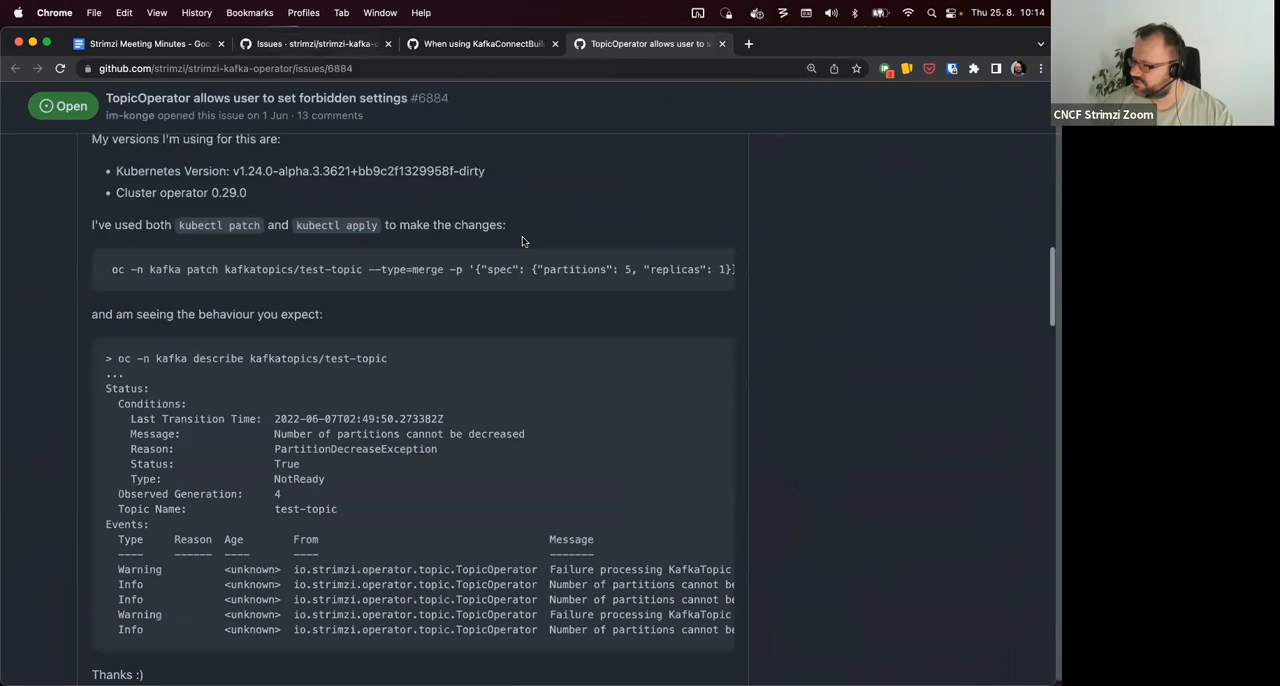 Chrome File Edit View History Bookmarks Profiles Tab Window Help Thu 25. 8. 10:14
Strimzi Meeting Minutes - Goo Issues · strimzi/strimzi-kafka-o When using KafkaConnectBuil TopicOperator allows user to s
github.com/strimzi/strimzi-kafka-operator/issues/6884
CNCF Strimzi Zoom
Open
TopicOperator allows user to set forbidden settings #6884
im-konge opened this issue on 1 Jun · 13 comments
My versions I'm using for this are:
• Kubernetes Version: v1.24.0-alpha.3.3621+bb9c2f1329958f-dirty
• Cluster operator 0.29.0
I've used both kubectl patch and kubectl apply to make the changes:
oc -n kafka patch kafkatopics/test-topic --type=merge -p '{"spec": {"partitions": 5, "replicas": 1}}
and am seeing the behaviour you expect:
> oc -n kafka describe kafkatopics/test-topic
...
Status:
Conditions:
Last Transition Time: 2022-06-07T02:49:50.273382Z
Message: Number of partitions cannot be decreased
Reason: PartitionDecreaseException
Status: True
Type: NotReady
Observed Generation: 4
Topic Name: test-topic
Events:
Type Reason Age From Message
---- ------ ---- ---- -------
Warning <unknown> io.strimzi.operator.topic.TopicOperator Failure processing KafkaTopic
Info <unknown> io.strimzi.operator.topic.TopicOperator Number of partitions cannot be
Info <unknown> io.strimzi.operator.topic.TopicOperator Number of partitions cannot be
Warning <unknown> io.strimzi.operator.topic.TopicOperator Failure processing KafkaTopic
Info <unknown> io.strimzi.operator.topic.TopicOperator Number of partitions cannot be
Thanks :)